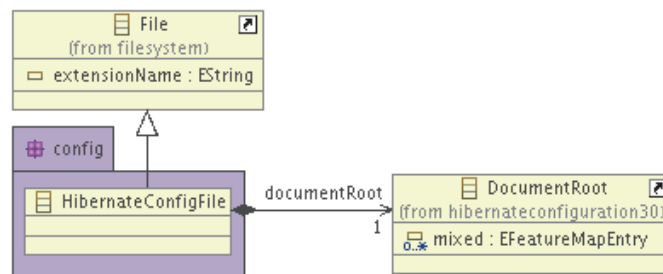 File
(from filesystem)
extensionName : EString
config
HibernateConfigFile
documentRoot
1
DocumentRoot
(from hibernateconfiguration30)
0..*
mixed : EFeatureMapEntry